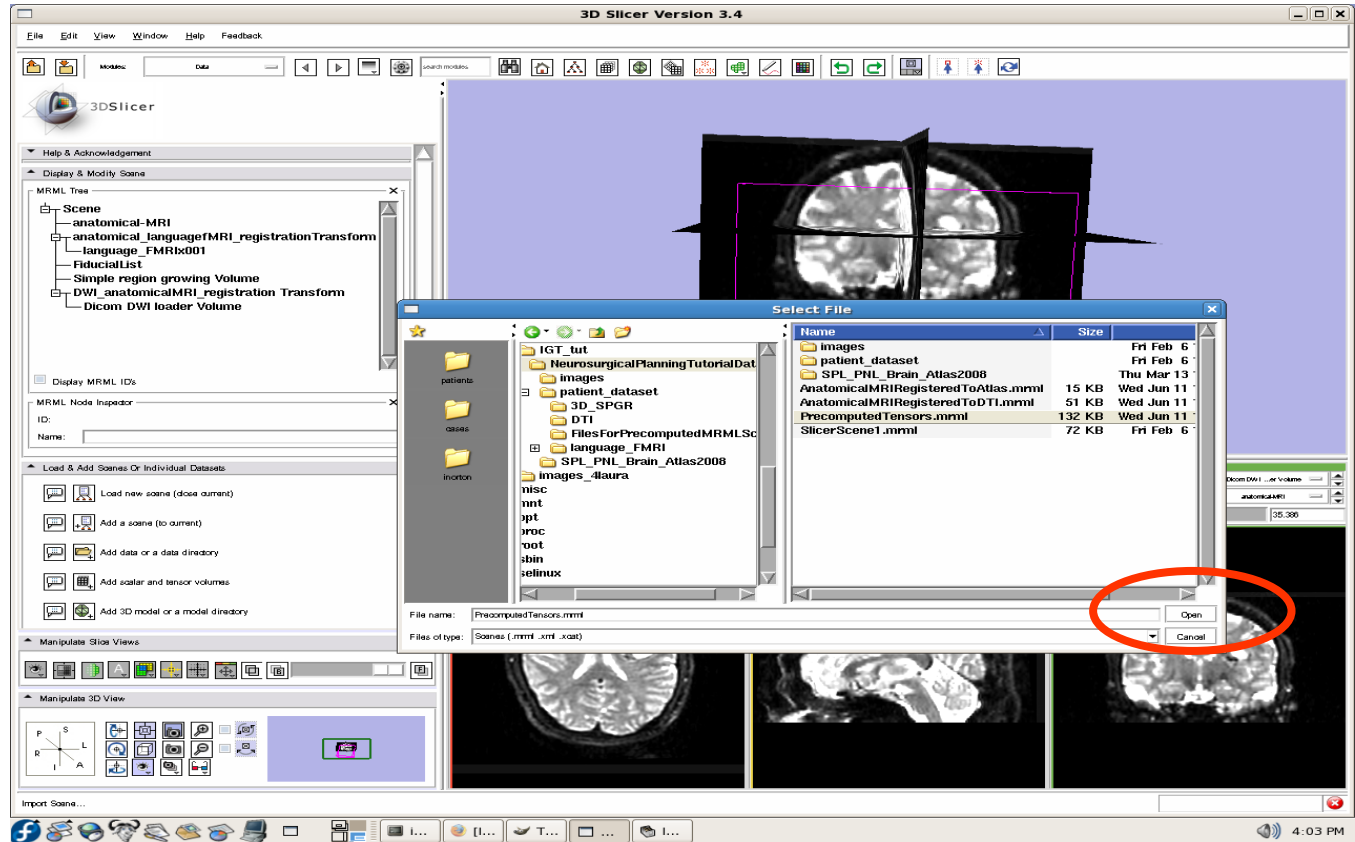 3D Slicer Version 3.4
File Edit View Window Help Feedback
Modules: Data search modules
3DSlicer
Help & Acknowledgement
Display & Modify Scene
MRML Tree
Scene
anatomical-MRI
anatomical_languagefMRI_registrationTransform
language_FMRIx001
FiducialList
Simple region growing Volume
DWI_anatomicalMRI_registration Transform
Dicom DWI loader Volume
Display MRML ID's
MRML Node Inspector
ID:
Name:
Load & Add Scenes Or Individual Datasets
Load new scene (close current)
Add a scene (to current)
Add data or a data directory
Add scalar and tensor volumes
Add 3D model or a model directory
Manipulate Slice Views
A F
Manipulate 3D View
P S
R L
I A
Select File
patients
cases
inorton
IGT_tut
NeurosurgicalPlanningTutorialDat
images
patient_dataset
3D_SPGR
DTI
FilesForPrecomputedMRMLSc
language_FMRI
SPL_PNL_Brain_Atlas2008
images_4laura
misc
mnt
opt
proc
root
sbin
selinux
Name Size
images Fri Feb 6
patient_dataset Fri Feb 6
SPL_PNL_Brain_Atlas2008 Thu Mar 13
AnatomicalMRIRegisteredToAtlas.mrml 15 KB Wed Jun 11
AnatomicalMRIRegisteredToDTI.mrml 51 KB Wed Jun 11
PrecomputedTensors.mrml 132 KB Wed Jun 11
SlicerScene1.mrml 72 KB Fri Feb 6
File name: PrecomputedTensors.mrml Open
Files of type: Scenes (.mrml .xml .xcat) Cancel
Dicom DWI ...er Volume
anatomical-MRI
35.386
Import Scene...
i... [I... T... ... I... 4:03 PM